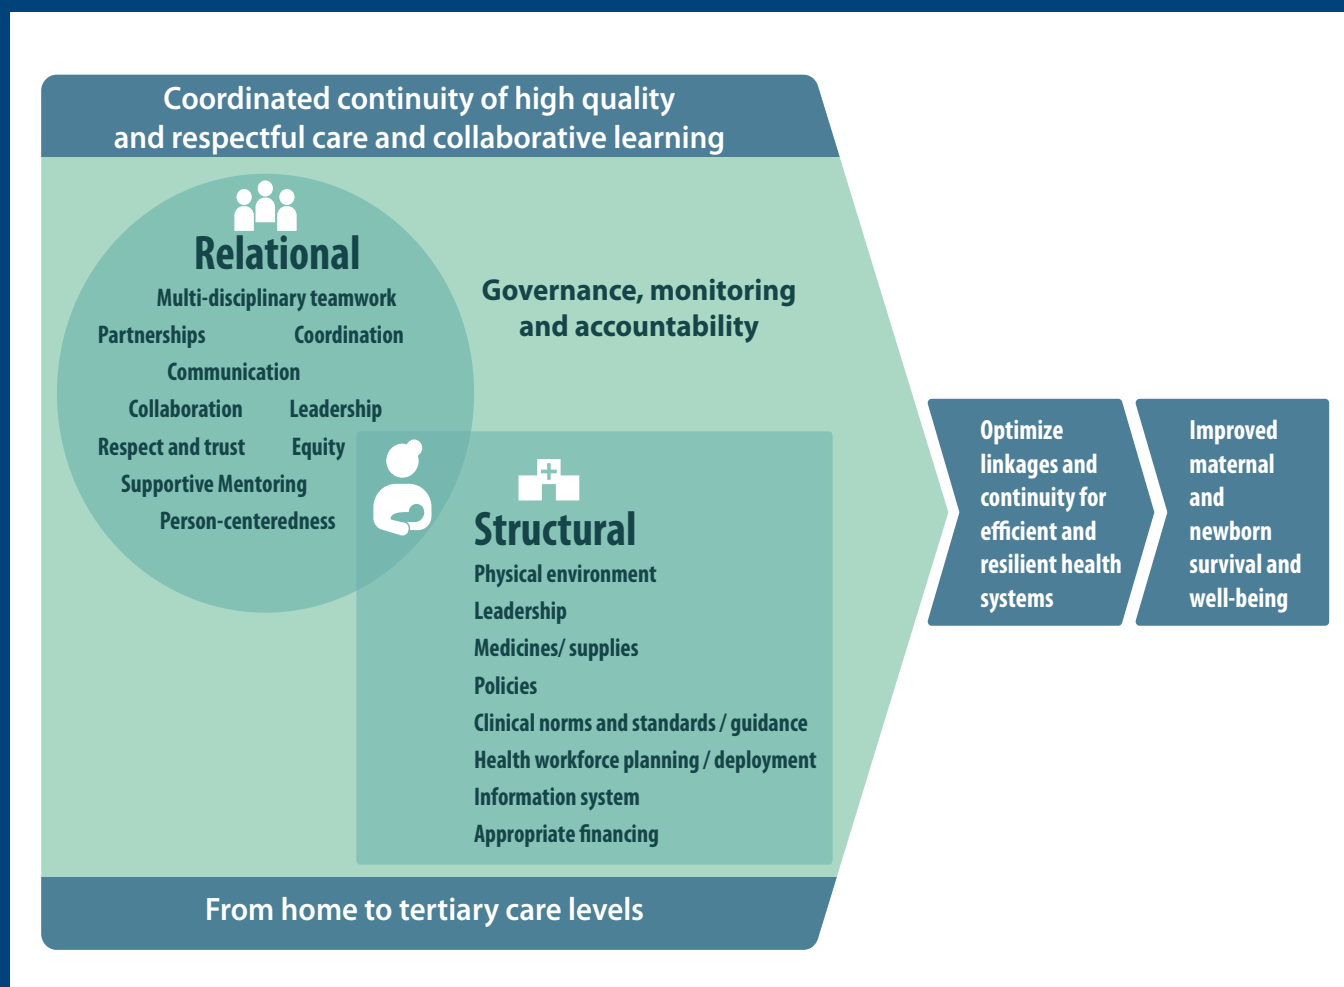 Coordinated continuity of high quality
and respectful care and collaborative learning
Relational
Multi-disciplinary teamwork
Partnerships
Coordination
Communication
Collaboration
Leadership
Respect and trust
Equity
Supportive Mentoring
Person-centeredness
Governance, monitoring
and accountability
Structural
Physical environment
Leadership
Medicines/ supplies
Policies
Clinical norms and standards / guidance
Health workforce planning / deployment
Information system
Appropriate financing
From home to tertiary care levels
Optimize
linkages and
continuity for
efficient and
resilient health
systems
Improved
maternal
and
newborn
survival and
well-being